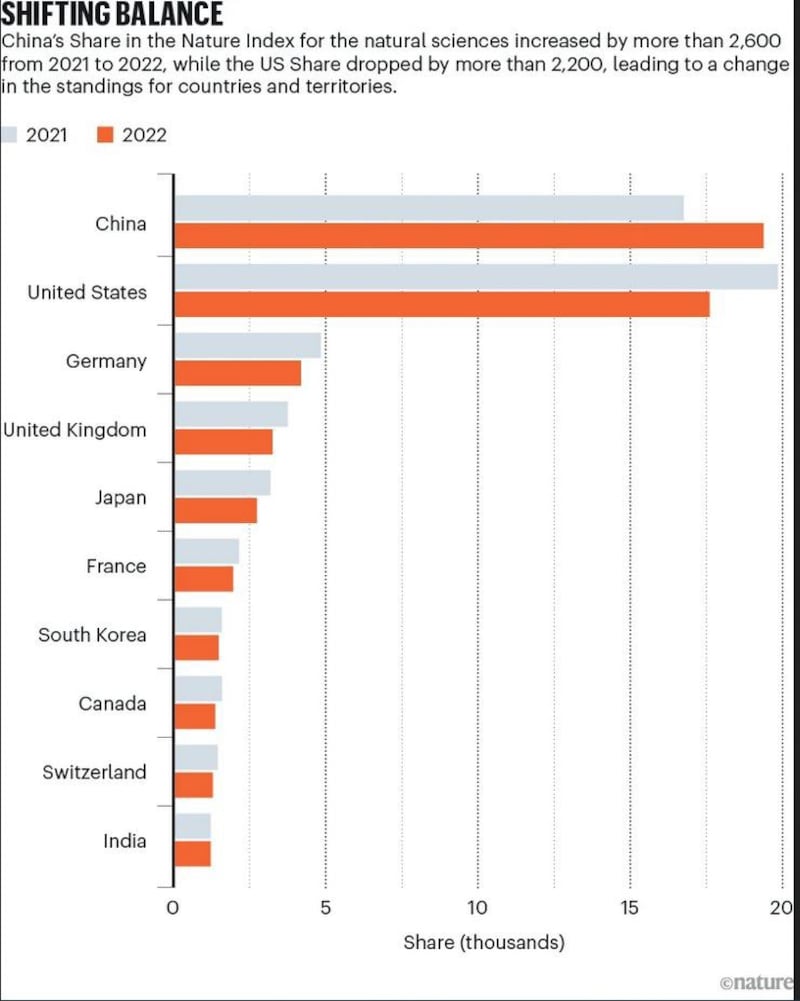 SHIFTING BALANCE
China's Share in the Nature Index for the natural sciences increased by more than 2,600
from 2021 to 2022, while the US Share dropped by more than 2,200, leading to a change
in the standings for countries and territories.
2021 2022
China
United States
Germany
United Kingdom
Japan
France
South Korea
Canada
Switzerland
India
0 5 10 15 20
Share (thousands)
©nature